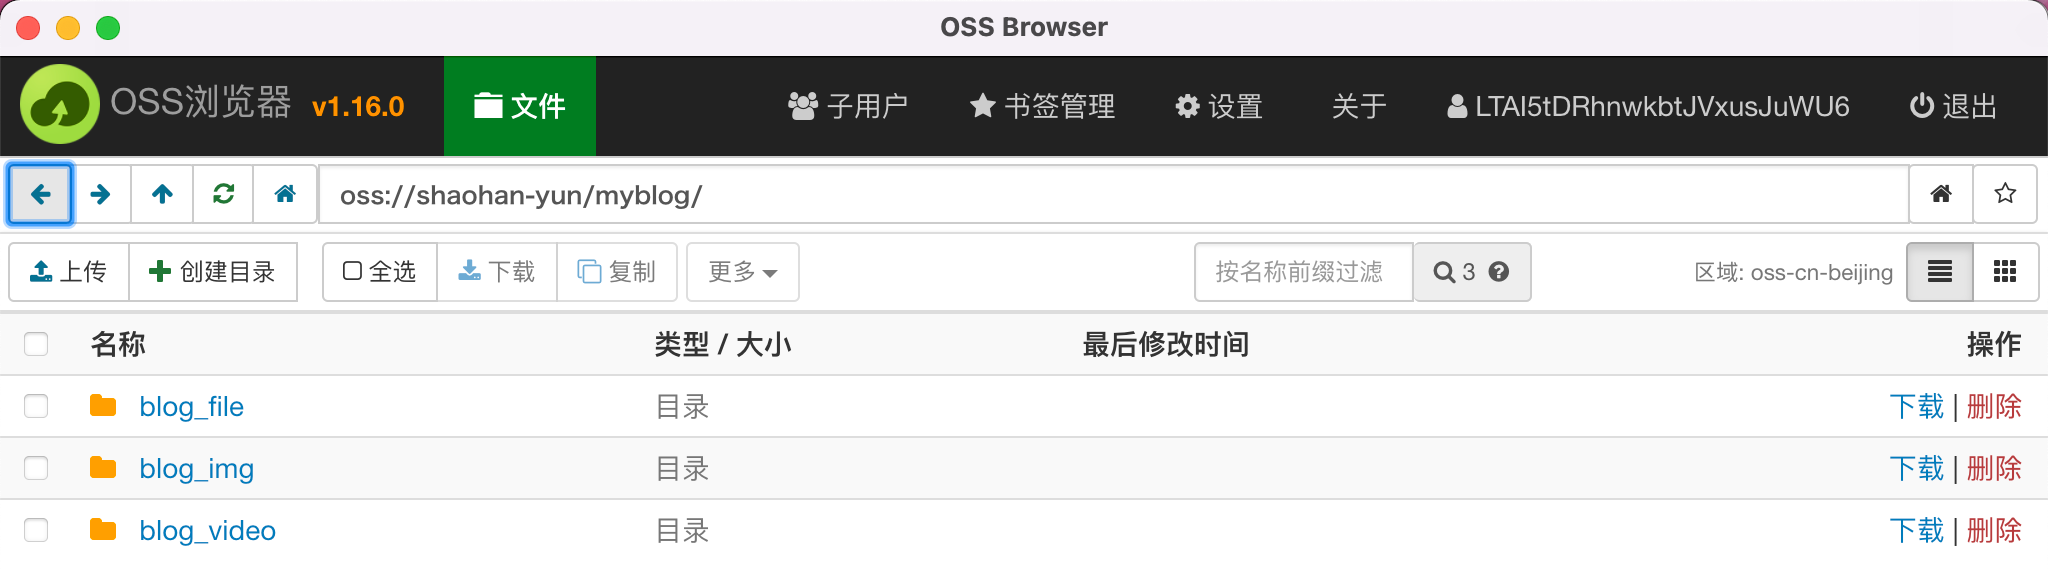 OSS Browser
OSS浏览器 v1.16.0 文件 子用户 书签管理 设置 关于 LTAI5tDRhnwkbtJVxusJuWU6 退出
oss://shaohan-yun/myblog/
上传 创建目录 全选 下载 复制 更多 按名称前缀过滤 3 区域: oss-cn-beijing
名称 类型 / 大小 最后修改时间 操作
blog_file 目录 下载 | 删除
blog_img 目录 下载 | 删除
blog_video 目录 下载 | 删除